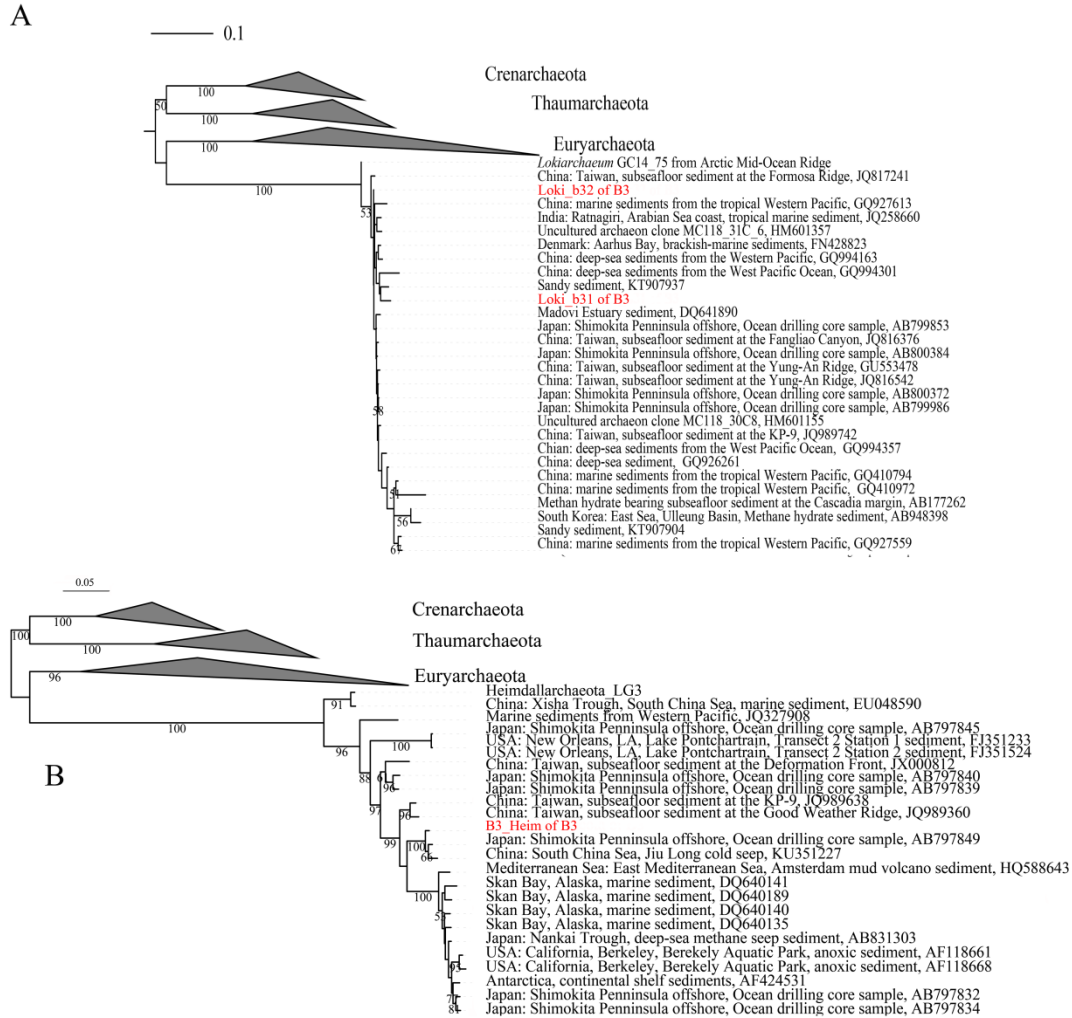 A
0.1
Crenarchaeota
100
50
Thaumarchaeota
100
Euryarchaeota
100
Lokiarchaeum GC14_75 from Arctic Mid-Ocean Ridge
China: Taiwan, subseafloor sediment at the Formosa Ridge, JQ817241
100
Loki_b32 of B3
China: marine sediments from the tropical Western Pacific, GQ927613
53
India: Ratnagiri, Arabian Sea coast, tropical marine sediment, JQ258660
Uncultured archaeon clone MC118_31C_6, HM601357
Denmark: Aarhus Bay, brackish-marine sediments, FN428823
China: deep-sea sediments from the Western Pacific, GQ994163
China: deep-sea sediments from the West Pacific Ocean, GQ994301
Sandy sediment, KT907937
Loki_b31 of B3
Madovi Estuary sediment, DQ641890
Japan: Shimokita Penninsula offshore, Ocean drilling core sample, AB799853
China: Taiwan, subseafloor sediment at the Fangliao Canyon, JQ816376
Japan: Shimokita Penninsula offshore, Ocean drilling core sample, AB800384
China: Taiwan, subseafloor sediment at the Yung-An Ridge, GU553478
China: Taiwan, subseafloor sediment at the Yung-An Ridge, JQ816542
Japan: Shimokita Penninsula offshore, Ocean drilling core sample, AB800372
Japan: Shimokita Penninsula offshore, Ocean drilling core sample, AB799986
58
Uncultured archaeon clone MC118_30C8, HM601155
China: Taiwan, subseafloor sediment at the KP-9, JQ989742
Chian: deep-sea sediments from the West Pacific Ocean, GQ994357
China: deep-sea sediment, GQ926261
China: marine sediments from the tropical Western Pacific, GQ410794
China: marine sediments from the tropical Western Pacific, GQ410972
Methan hydrate bearing subseafloor sediment at the Cascadia margin, AB177262
South Korea: East Sea, Ulleung Basin, Methane hydrate sediment, AB948398
56
Sandy sediment, KT907904
China: marine sediments from the tropical Western Pacific, GQ927559
67
0.05
Crenarchaeota
100
100
Thaumarchaeota
100
Euryarchaeota
96
Heimdallarchaeota_LG3
China: Xisha Trough, South China Sea, marine sediment, EU048590
91
Marine sediments from Western Pacific, JQ327908
100
Japan: Shimokita Penninsula offshore, Ocean drilling core sample, AB797845
USA: New Orleans, LA, Lake Pontchartrain, Transect 2 Station 1 sediment, FJ351233
100
USA: New Orleans, LA, Lake Pontchartrain, Transect 2 Station 2 sediment, FJ351524
96
China: Taiwan, subseafloor sediment at the Deformation Front, JX000812
B
88
Japan: Shimokita Penninsula offshore, Ocean drilling core sample, AB797840
96
Japan: Shimokita Penninsula offshore, Ocean drilling core sample, AB797839
China: Taiwan, subseafloor sediment at the KP-9, JQ989638
97
96
China: Taiwan, subseafloor sediment at the Good Weather Ridge, JQ989360
B3_Heim of B3
99
Japan: Shimokita Penninsula offshore, Ocean drilling core sample, AB797849
100
China: South China Sea, Jiu Long cold seep, KU351227
66
Mediterranean Sea: East Mediterranean Sea, Amsterdam mud volcano sediment, HQ588643
Skan Bay, Alaska, marine sediment, DQ640141
100
Skan Bay, Alaska, marine sediment, DQ640189
Skan Bay, Alaska, marine sediment, DQ640140
Skan Bay, Alaska, marine sediment, DQ640135
Japan: Nankai Trough, deep-sea methane seep sediment, AB831303
USA: California, Berkeley, Berekely Aquatic Park, anoxic sediment, AF118661
USA: California, Berkeley, Berekely Aquatic Park, anoxic sediment, AF118668
Antarctica, continental shelf sediments, AF424531
Japan: Shimokita Penninsula offshore, Ocean drilling core sample, AB797832
Japan: Shimokita Penninsula offshore, Ocean drilling core sample, AB797834